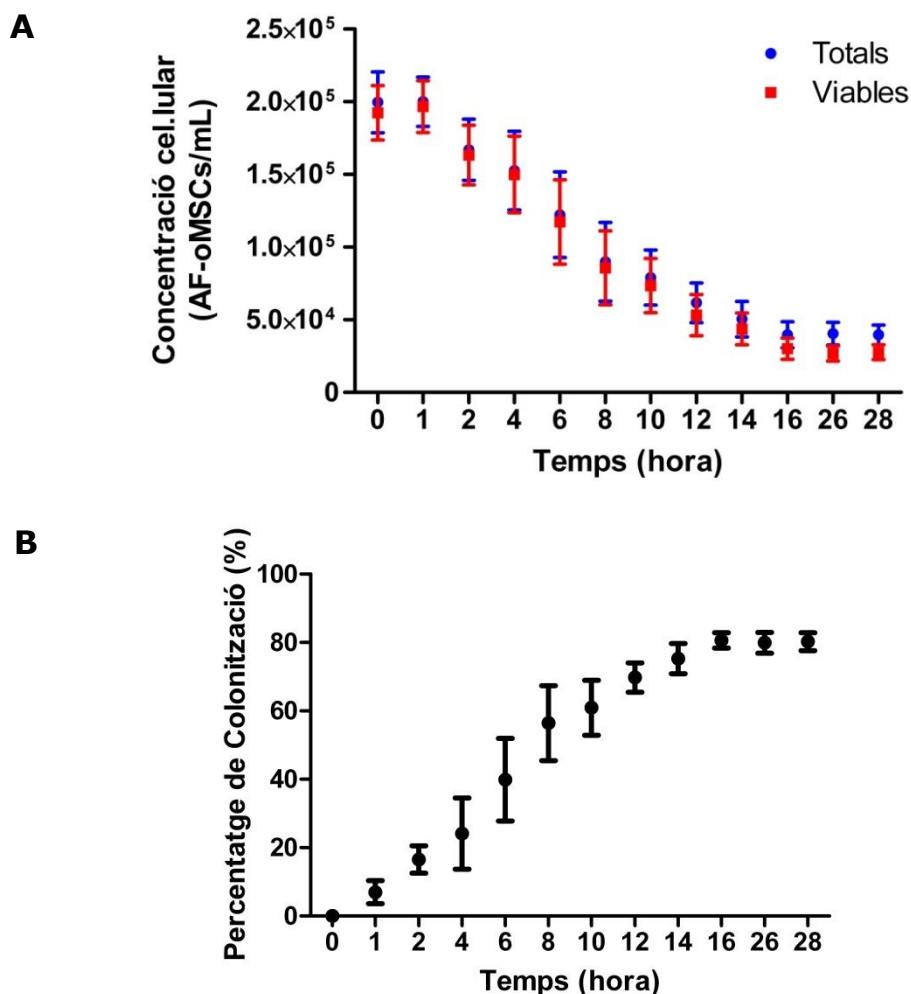 A
Concentració cel.lular
(AF-oMSCs/mL)
2.5×10⁵
2.0×10⁵
1.5×10⁵
1.0×10⁵
5.0×10⁴
0
Totals
Viables
0 1 2 4 6 8 10 12 14 16 26 28
Temps (hora)
B
Percentatge de Colonització (%)
100
80
60
40
20
0
0 1 2 4 6 8 10 12 14 16 26 28
Temps (hora)